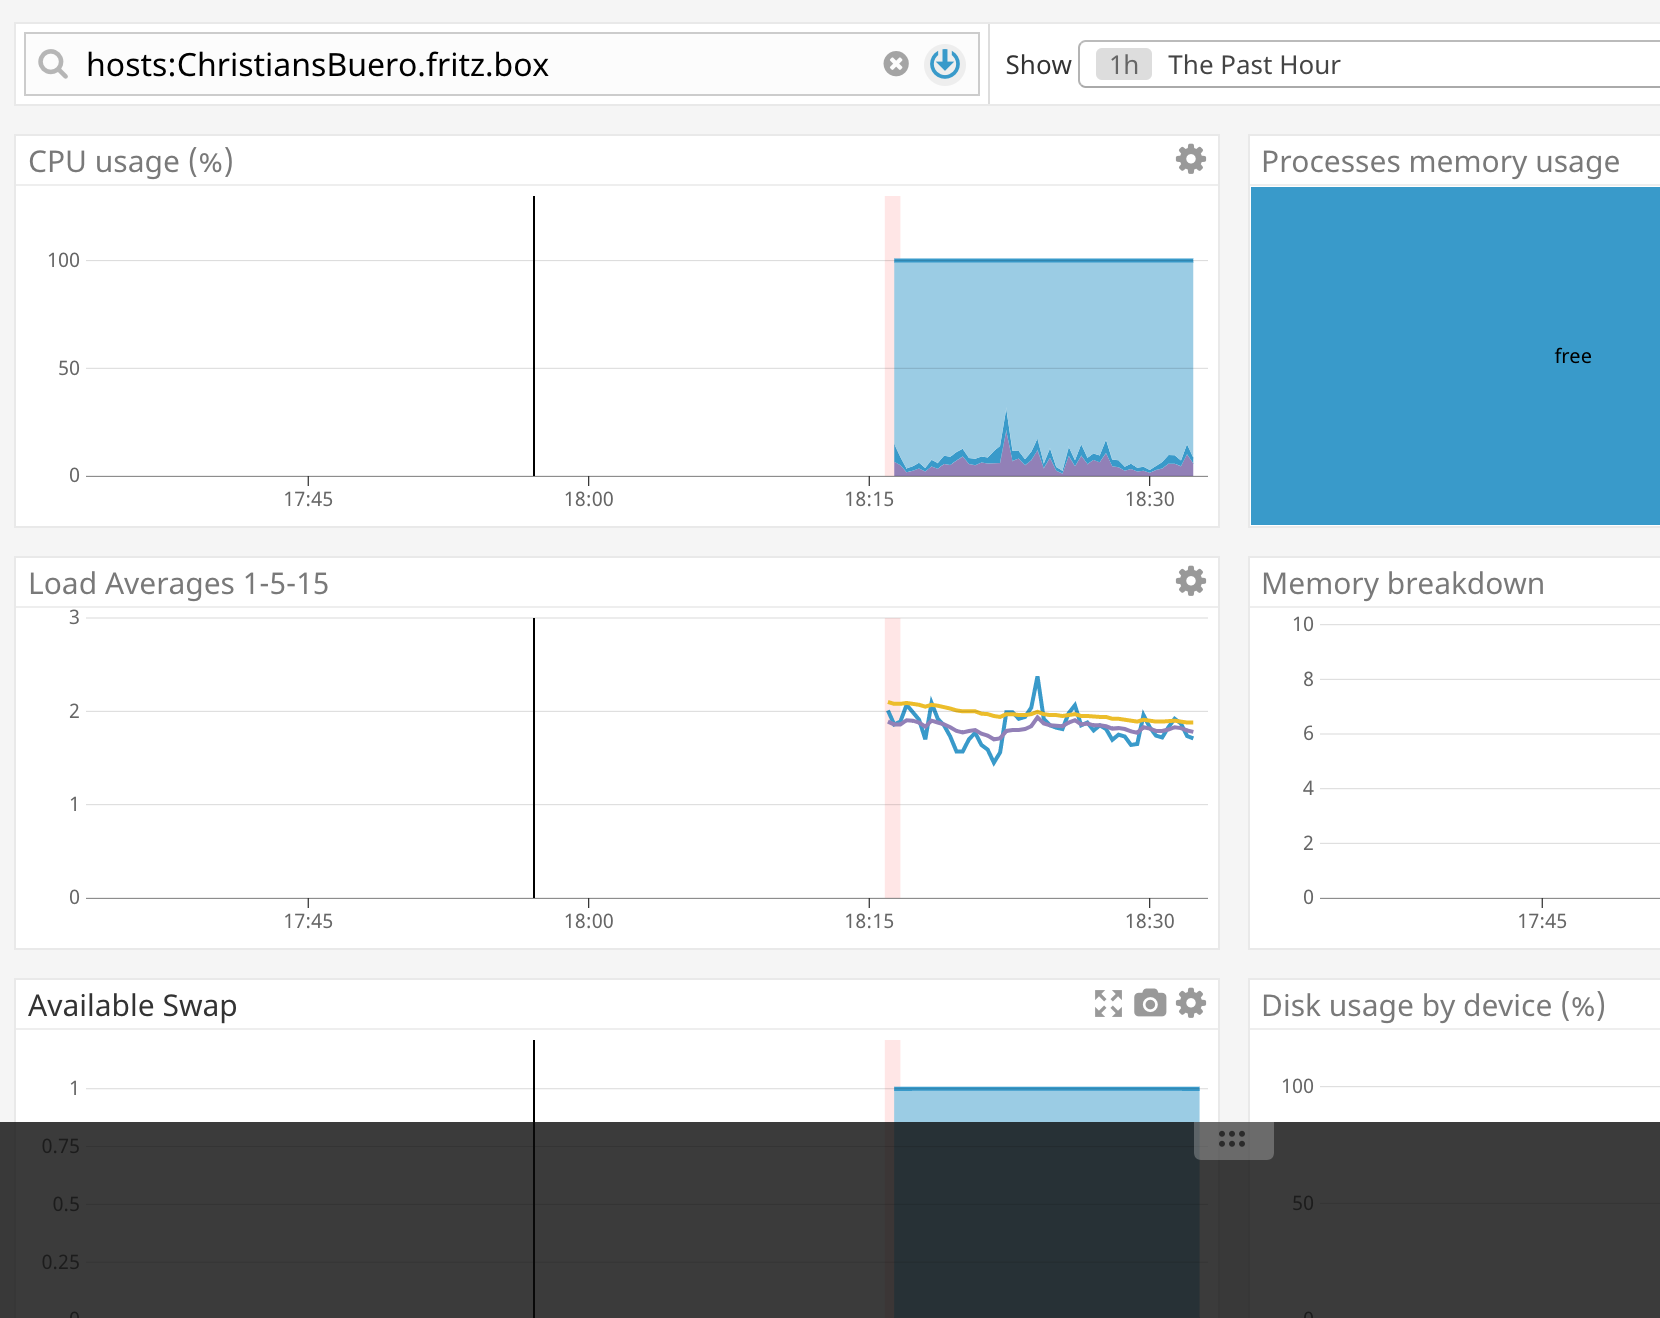 hosts:ChristiansBuero.fritz.box
Show 1h The Past Hour
CPU usage (%)
100
50
0
17:45 18:00 18:15 18:30
Processes memory usage
free
Load Averages 1-5-15
3
2
1
0
17:45 18:00 18:15 18:30
Memory breakdown
10
8
6
4
2
0
17:45
Available Swap
1
0.75
0.5
0.25
0
Disk usage by device (%)
100
50
0